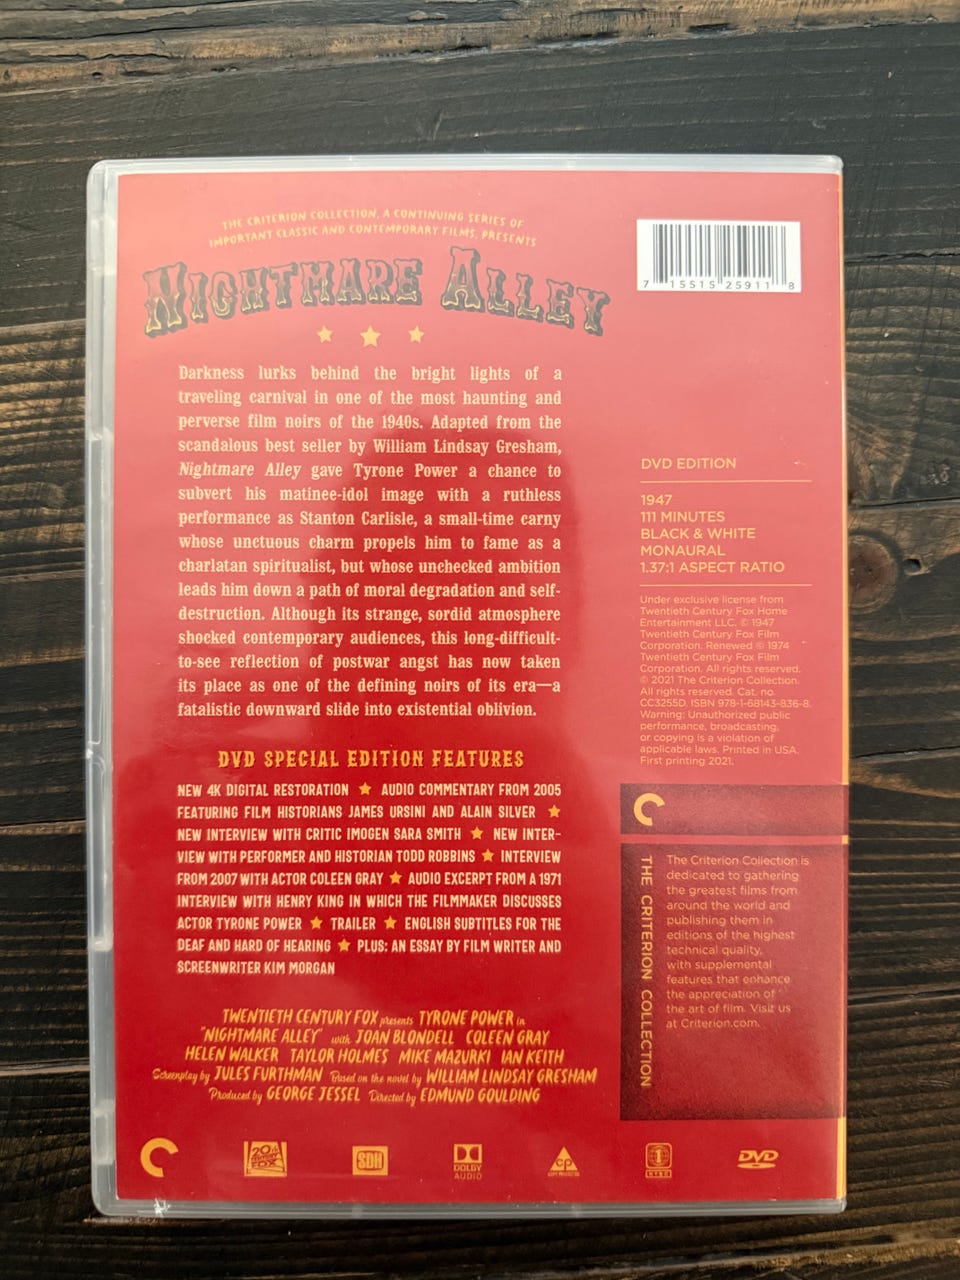 THE CRITERION COLLECTION, A CONTINUING SERIES OF
IMPORTANT CLASSIC AND CONTEMPORARY FILMS, PRESENTS
NIGHTMARE ALLEY
Darkness lurks behind the bright lights of a
traveling carnival in one of the most haunting and
perverse film noirs of the 1940s. Adapted from the
scandalous best seller by William Lindsay Gresham,
Nightmare Alley gave Tyrone Power a chance to
subvert his matinee-idol image with a ruthless
performance as Stanton Carlisle, a small-time carny
whose unctuous charm propels him to fame as a
charlatan spiritualist, but whose unchecked ambition
leads him down a path of moral degradation and self-
destruction. Although its strange, sordid atmosphere
shocked contemporary audiences, this long-difficult-
to-see reflection of postwar angst has now taken
its place as one of the defining noirs of its era—a
fatalistic downward slide into existential oblivion.
DVD SPECIAL EDITION FEATURES
NEW 4K DIGITAL RESTORATION ★ AUDIO COMMENTARY FROM 2005
FEATURING FILM HISTORIANS JAMES URSINI AND ALAIN SILVER ★
NEW INTERVIEW WITH CRITIC IMOGEN SARA SMITH ★ NEW INTER-
VIEW WITH PERFORMER AND HISTORIAN TODD ROBBINS ★ INTERVIEW
FROM 2007 WITH ACTOR COLEEN GRAY ★ AUDIO EXCERPT FROM A 1971
INTERVIEW WITH HENRY KING IN WHICH THE FILMMAKER DISCUSSES
ACTOR TYRONE POWER ★ TRAILER ★ ENGLISH SUBTITLES FOR THE
DEAF AND HARD OF HEARING ★ PLUS: AN ESSAY BY FILM WRITER AND
SCREENWRITER KIM MORGAN
TWENTIETH CENTURY FOX presents TYRONE POWER in
"NIGHTMARE ALLEY" with JOAN BLONDELL COLEEN GRAY
HELEN WALKER TAYLOR HOLMES MIKE MAZURKI IAN KEITH
Screenplay by JULES FURTHMAN Based on the novel by WILLIAM LINDSAY GRESHAM
Produced by GEORGE JESSEL Directed by EDMUND GOULDING
7 15515 25911 8
DVD EDITION
1947
111 MINUTES
BLACK & WHITE
MONAURAL
1.37:1 ASPECT RATIO
Under exclusive license from
Twentieth Century Fox Home
Entertainment LLC. © 1947
Twentieth Century Fox Film
Corporation. Renewed © 1974
Twentieth Century Fox Film
Corporation. All rights reserved.
© 2021 The Criterion Collection.
All rights reserved. Cat. no.
CC3255D. ISBN 978-1-68143-836-8.
Warning: Unauthorized public
performance, broadcasting,
or copying is a violation of
applicable laws. Printed in USA.
First printing 2021.
THE CRITERION COLLECTION
The Criterion Collection is
dedicated to gathering
the greatest films from
around the world and
publishing them in
editions of the highest
technical quality,
with supplemental
features that enhance
the appreciation of
the art of film. Visit us
at Criterion.com.
20th CENTURY FOX
SDH
DOLBY
AUDIO
CP
1
NTSC
DVD